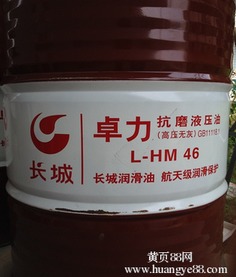 长城
卓力 抗磨液压油
(高压无灰) GB11118.1
L-HM 46
长城润滑油 航天级润滑保护
黄页88网
www.huangye88.com